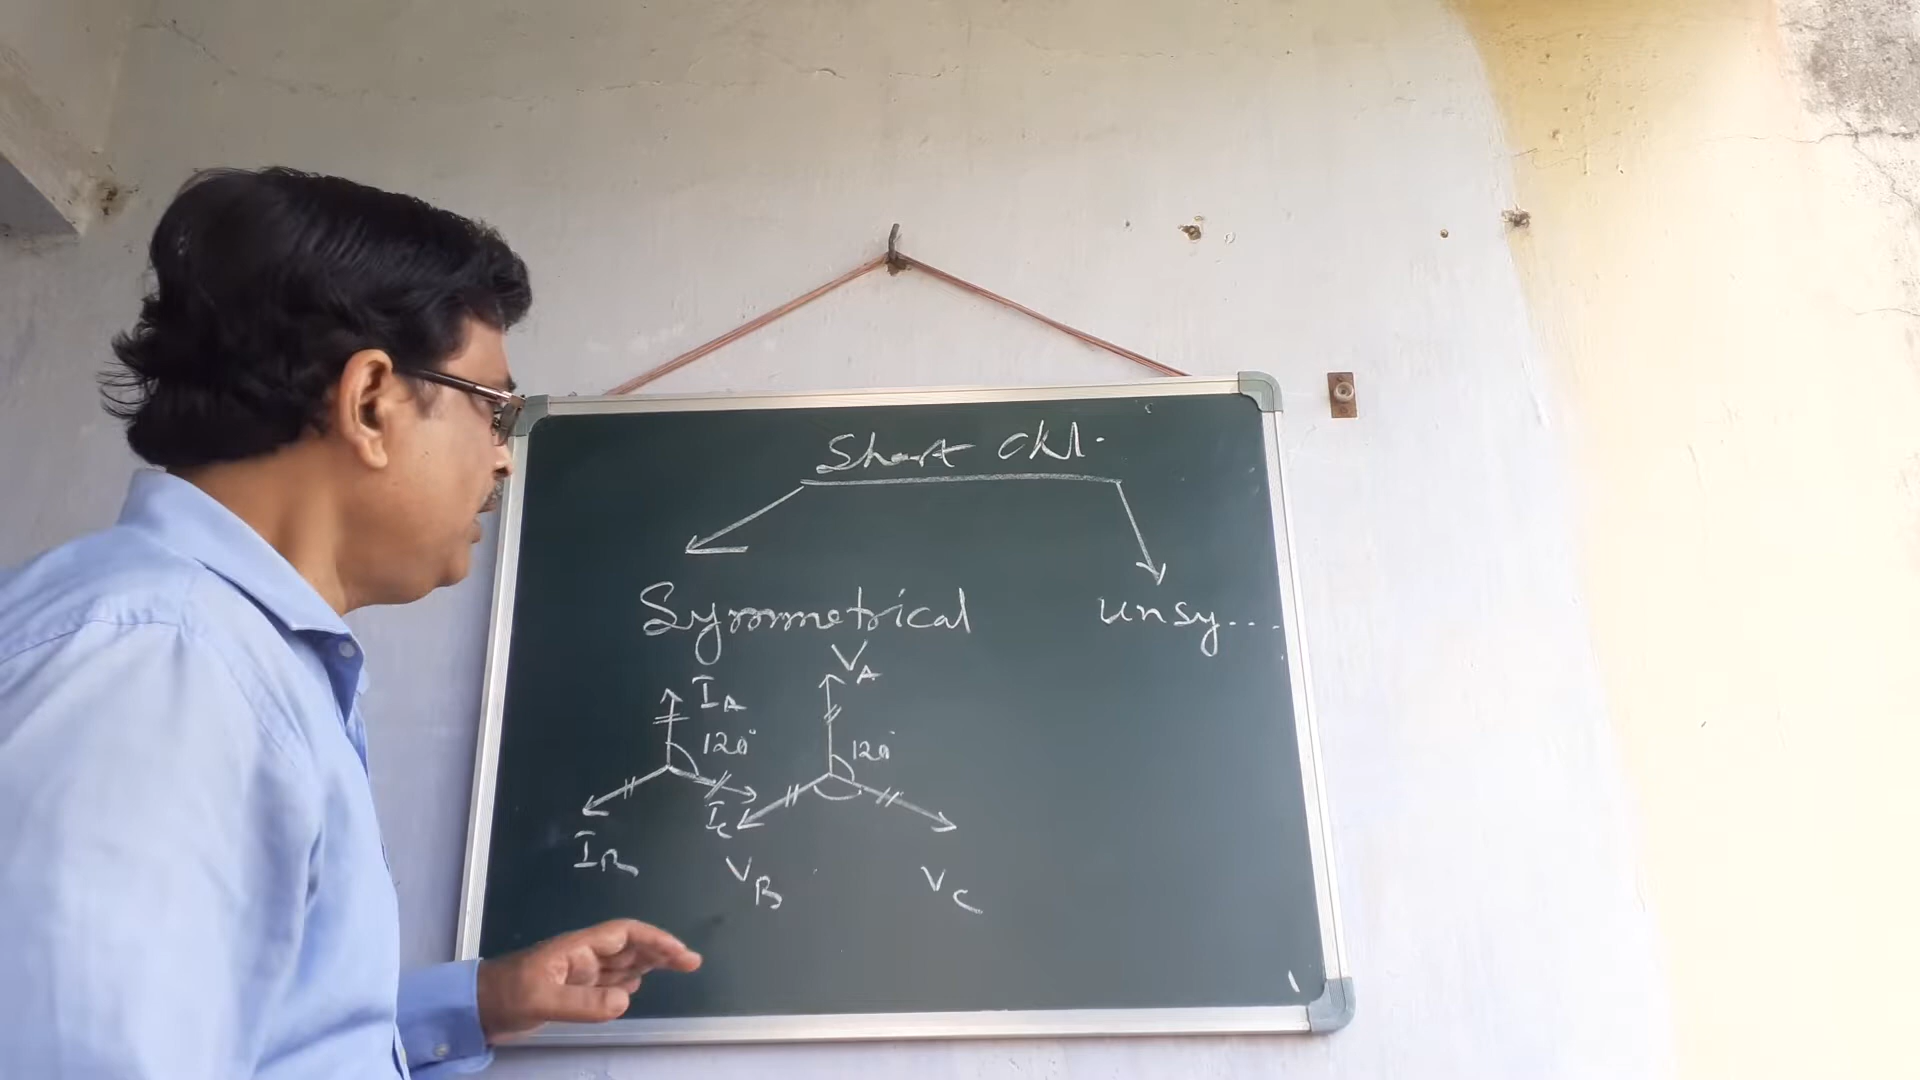 Short Ckt.
Symmetrical
unsy....
I_A
120°
I_B
I_C
V_A
120°
V_B
V_C